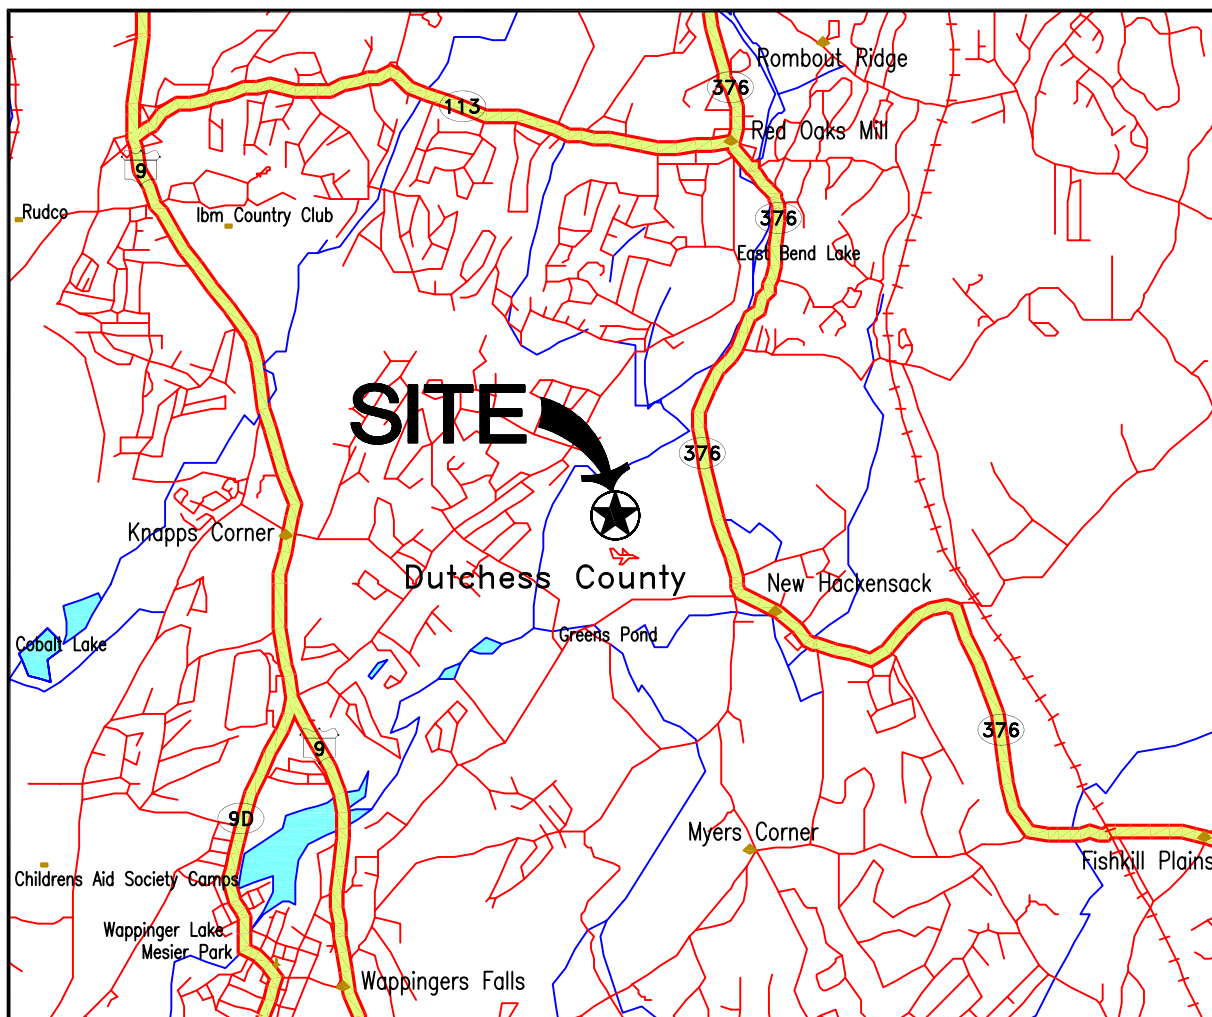 Rombout Ridge
376
113
Red Oaks Mill
9
Rudco
Ibm Country Club
376
East Bend Lake
SITE
376
Knapps Corner
Dutchess County
New Hackensack
Greens Pond
Cobalt Lake
376
9
9D
Myers Corner
Fishkill Plains
Childrens Aid Society Camps
Wappinger Lake
Mesier Park
Wappingers Falls